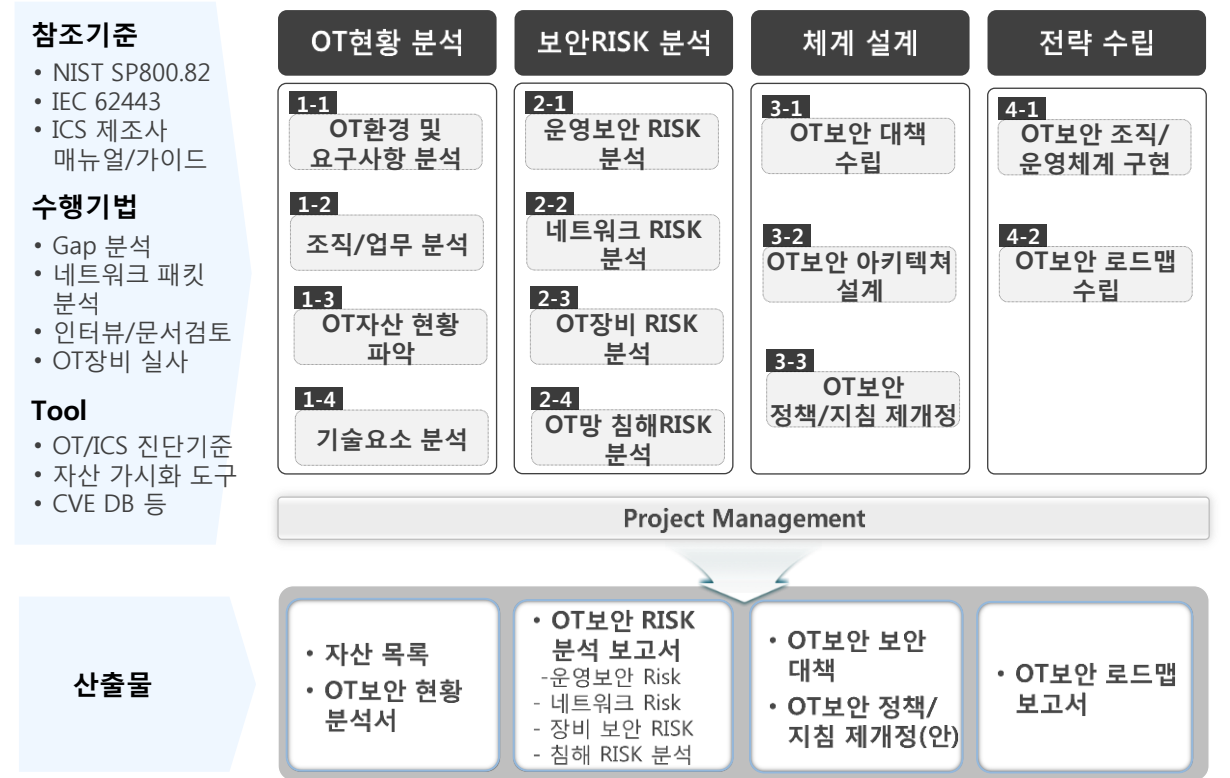 참조기준
• NIST SP800.82
• IEC 62443
• ICS 제조사
매뉴얼/가이드
수행기법
• Gap 분석
• 네트워크 패킷
분석
• 인터뷰/문서검토
• OT장비 실사
Tool
• OT/ICS 진단기준
• 자산 가시화 도구
• CVE DB 등
OT현황 분석
1-1
OT환경 및
요구사항 분석
1-2
조직/업무 분석
1-3
OT자산 현황
파악
1-4
기술요소 분석
보안RISK 분석
2-1
운영보안 RISK
분석
2-2
네트워크 RISK
분석
2-3
OT장비 RISK
분석
2-4
OT망 침해RISK
분석
체계 설계
3-1
OT보안 대책
수립
3-2
OT보안 아키텍쳐
설계
3-3
OT보안
정책/지침 제개정
전략 수립
4-1
OT보안 조직/
운영체계 구현
4-2
OT보안 로드맵
수립
Project Management
산출물
• 자산 목록
• OT보안 현황
분석서
• OT보안 RISK
분석 보고서
-운영보안 Risk
- 네트워크 Risk
- 장비 보안 RISK
- 침해 RISK 분석
• OT보안 보안
대책
• OT보안 정책/
지침 제개정(안)
• OT보안 로드맵
보고서